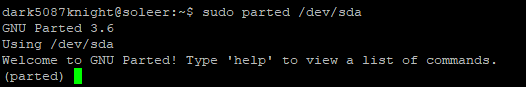 dark5087knight@soleer:~$ sudo parted /dev/sda
GNU Parted 3.6
Using /dev/sda
Welcome to GNU Parted! Type 'help' to view a list of commands.
(parted)